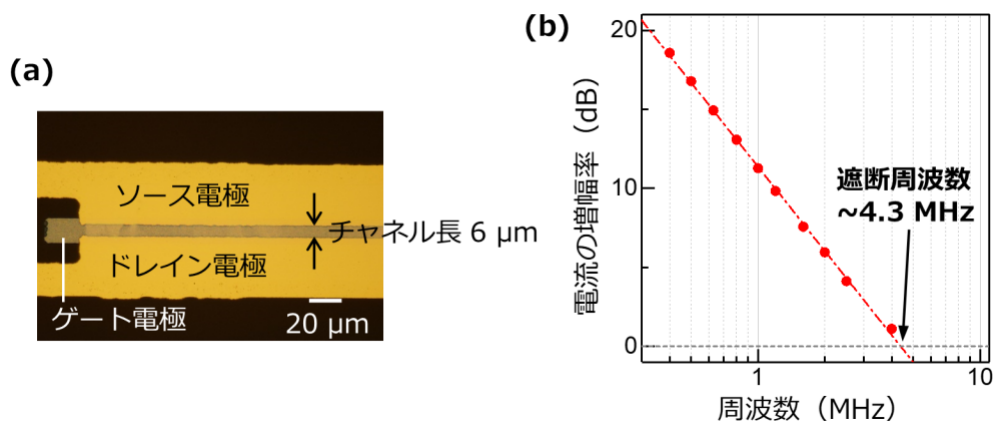 (a)
ソース電極
チャネル長 6 μm
ドレイン電極
ゲート電極
20 μm
(b)
電流の増幅率（dB）
20
10
0
遮断周波数
~4.3 MHz
1
10
周波数（MHz）